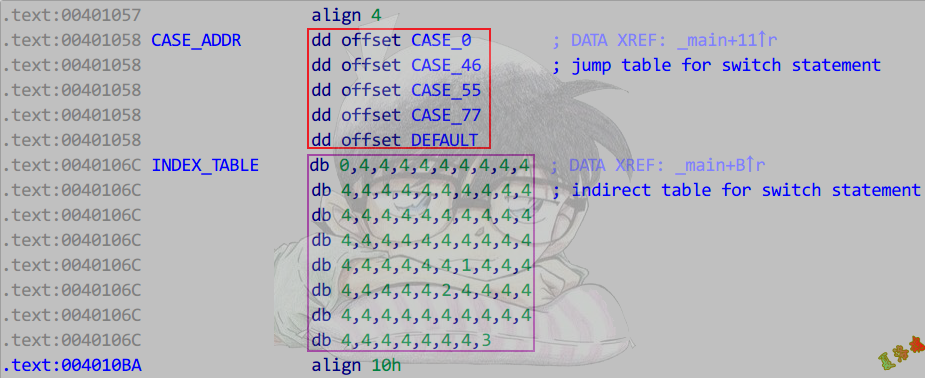 .text:00401057 align 4
.text:00401058 CASE_ADDR dd offset CASE_0 ; DATA XREF: _main+11↑r
.text:00401058 dd offset CASE_46 ; jump table for switch statement
.text:00401058 dd offset CASE_55
.text:00401058 dd offset CASE_77
.text:00401058 dd offset DEFAULT
.text:0040106C INDEX_TABLE db 0,4,4,4,4,4,4,4,4,4 ; DATA XREF: _main+B↑r
.text:0040106C db 4,4,4,4,4,4,4,4,4,4 ; indirect table for switch statement
.text:0040106C db 4,4,4,4,4,4,4,4,4,4
.text:0040106C db 4,4,4,4,4,4,4,4,4,4
.text:0040106C db 4,4,4,4,4,4,1,4,4,4
.text:0040106C db 4,4,4,4,4,2,4,4,4,4
.text:0040106C db 4,4,4,4,4,4,4,4,4,4
.text:0040106C db 4,4,4,4,4,4,4,3
.text:004010BA align 10h